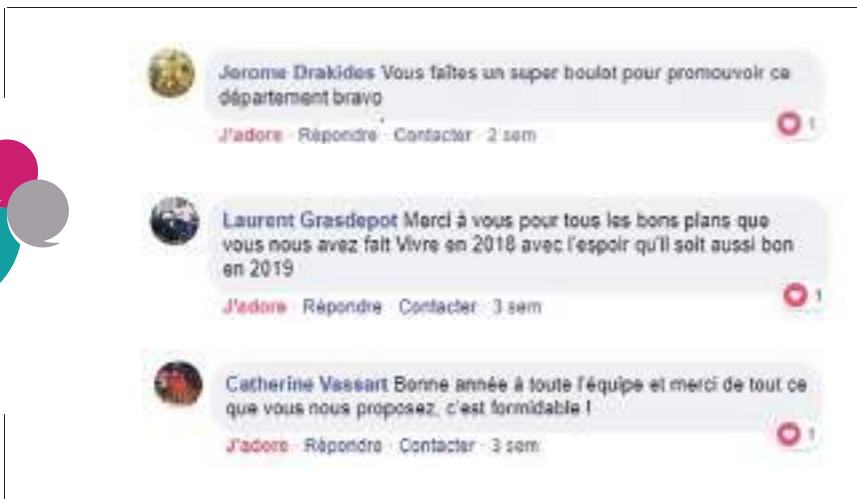 Jerome Drakides Vous faîtes un super boulot pour promouvoir ce
département bravo
J'adore · Répondre · Contacter · 2 sem
1
Laurent Grasdepot Merci à vous pour tous les bons plans que
vous nous avez fait Vivre en 2018 avec l'espoir qu'il soit aussi bon
en 2019
J'adore · Répondre · Contacter · 3 sem
1
Catherine Vassart Bonne année à toute l'équipe et merci de tout ce
que vous nous proposez, c'est formidable !
J'adore · Répondre · Contacter · 3 sem
1